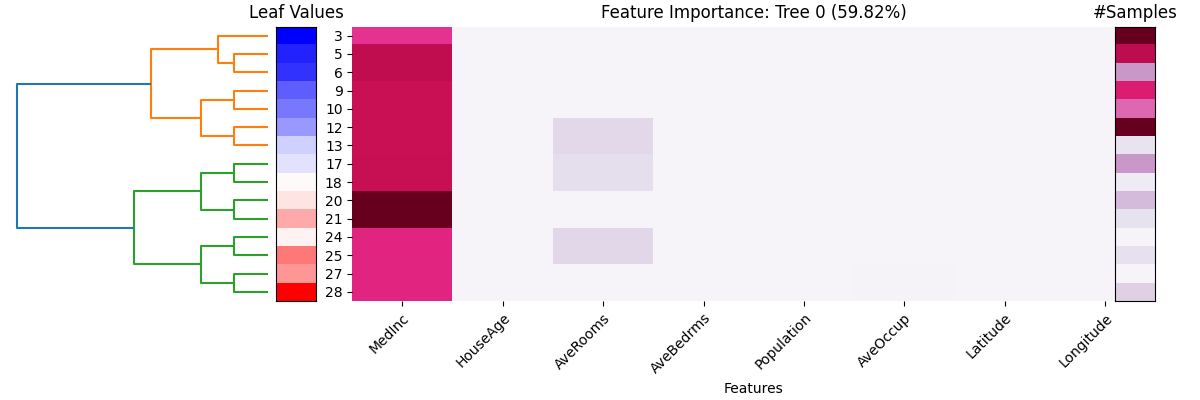 Leaf Values
Feature Importance: Tree 0 (59.82%)
#Samples
3
5
6
9
10
12
13
17
18
20
21
24
25
27
28
MedInc
HouseAge
AveRooms
AveBedrms
Population
AveOccup
Latitude
Longitude
Features